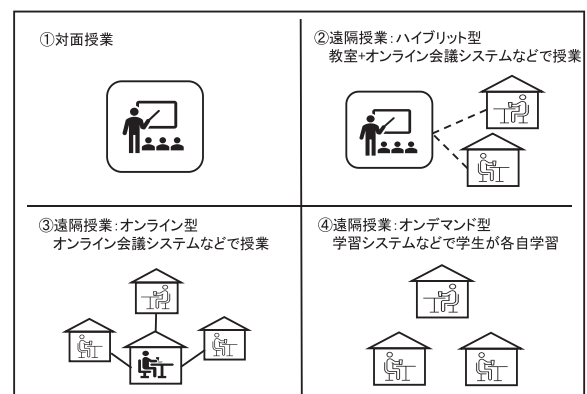 ①対面授業
②遠隔授業:ハイブリット型
教室+オンライン会議システムなどで授業
③遠隔授業:オンライン型
オンライン会議システムなどで授業
④遠隔授業:オンデマンド型
学習システムなどで学生が各自学習